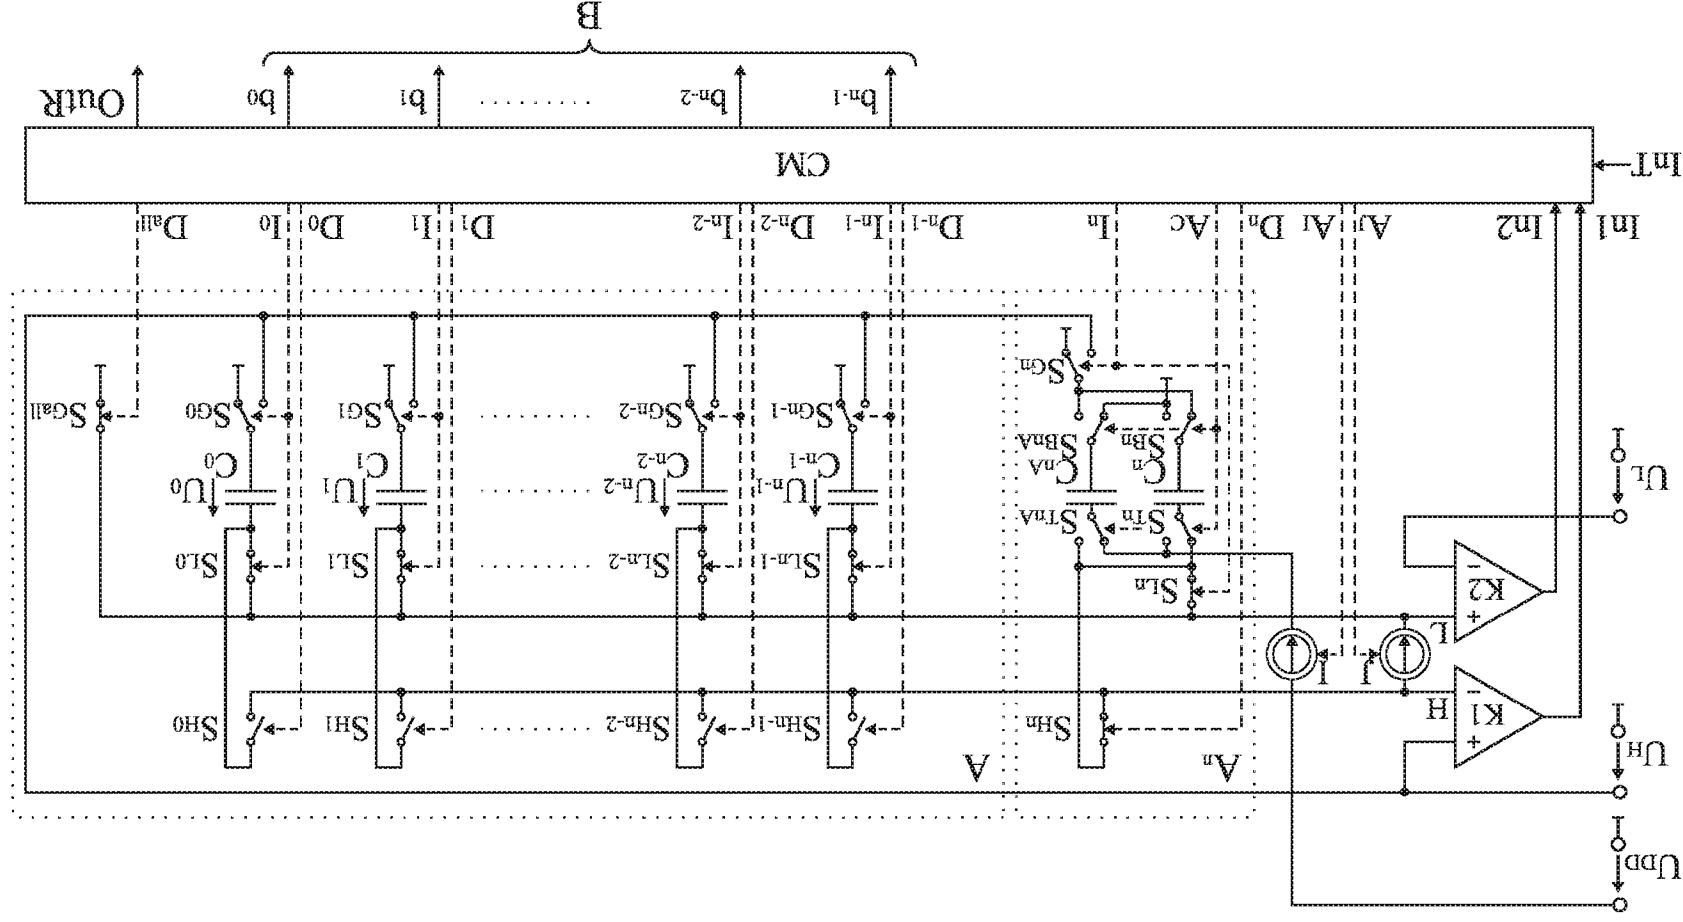 UDD
An A
UH
+
K1
−
H
SHn SHn-1 SHn-2 ........ SH1 SH0
J I
L
+
K2
−
SLn SLn-1 SLn-2 ........ SL1 SL0
STn STnA
UL
Un-1 Un-2 ........ U1 U0
Cn CnA Cn-1 Cn-2 C1 C0
SBn SBnA
SGn-1 SGn-2 ........ SG1 SG0 SGall
SGn
In1 In2 AJ AI Dn AC In Dn-1 In-1 Dn-2 In-2 D1 I1 D0 I0 Dall
InT CM
bn-1 bn-2 ........ b1 b0 OutR
B